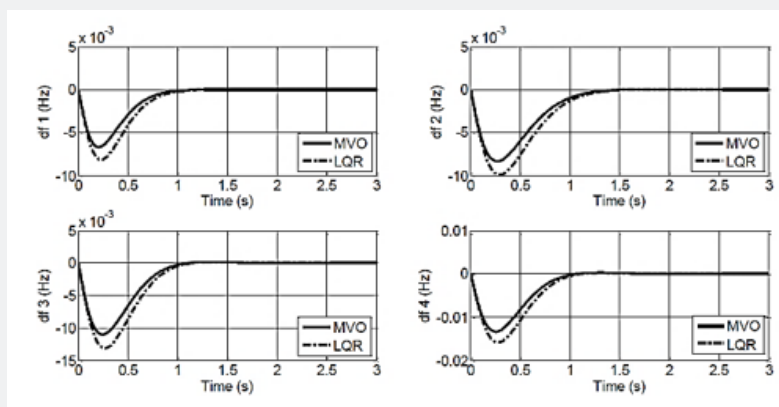 5 x 10⁻³
0
-5
-10
df 1 (Hz)
MVO
LQR
0 0.5 1 1.5 2 2.5 3
Time (s)
5 x 10⁻³
0
-5
-10
df 2 (Hz)
MVO
LQR
0 0.5 1 1.5 2 2.5 3
Time (s)
5 x 10⁻³
0
-5
-10
-15
df 3 (Hz)
MVO
LQR
0 0.5 1 1.5 2 2.5 3
Time (s)
0.01
0
-0.01
-0.02
df 4 (Hz)
MVO
LQR
0 0.5 1 1.5 2 2.5 3
Time (s)